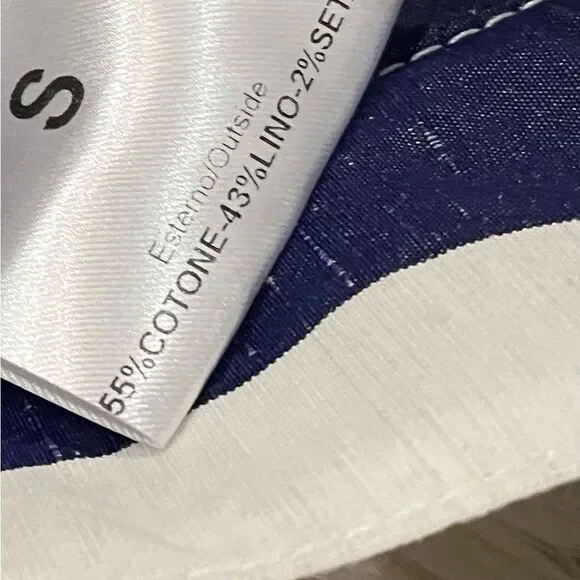 S
Esterno/Outside
55%COTONE-43%LINO-2%SET